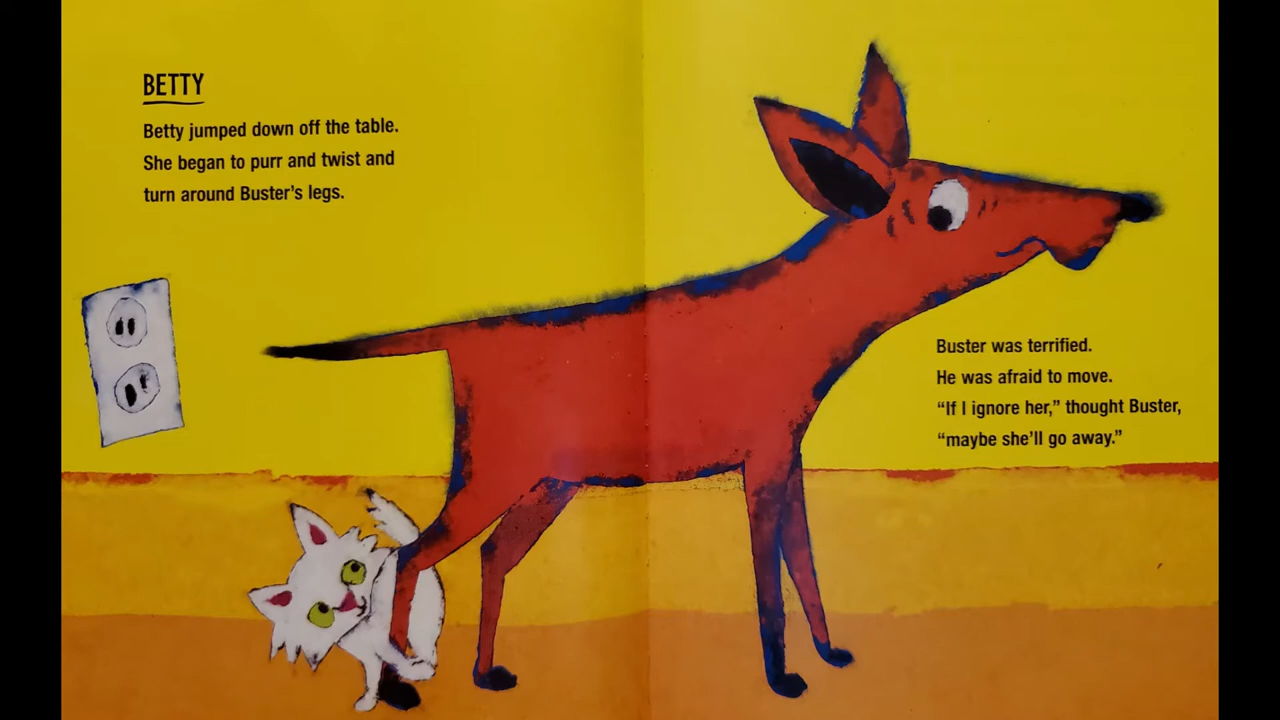 BETTY
Betty jumped down off the table.
She began to purr and twist and
turn around Buster's legs.
Buster was terrified.
He was afraid to move.
“If I ignore her,” thought Buster,
“maybe she'll go away.”